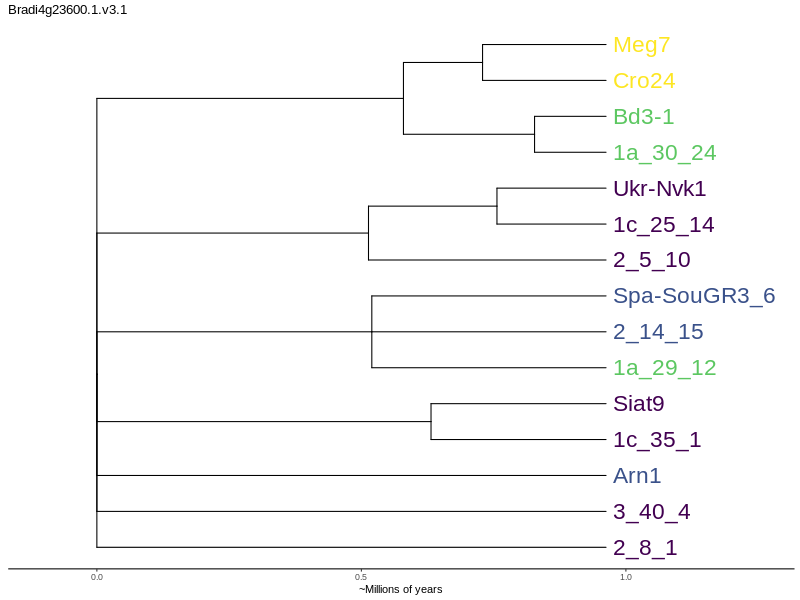 Bradi4g23600.1.v3.1
Meg7
Cro24
Bd3-1
1a_30_24
Ukr-Nvk1
1c_25_14
2_5_10
Spa-SouGR3_6
2_14_15
1a_29_12
Siat9
1c_35_1
Arn1
3_40_4
2_8_1
0.0 0.5 1.0
~Millions of years